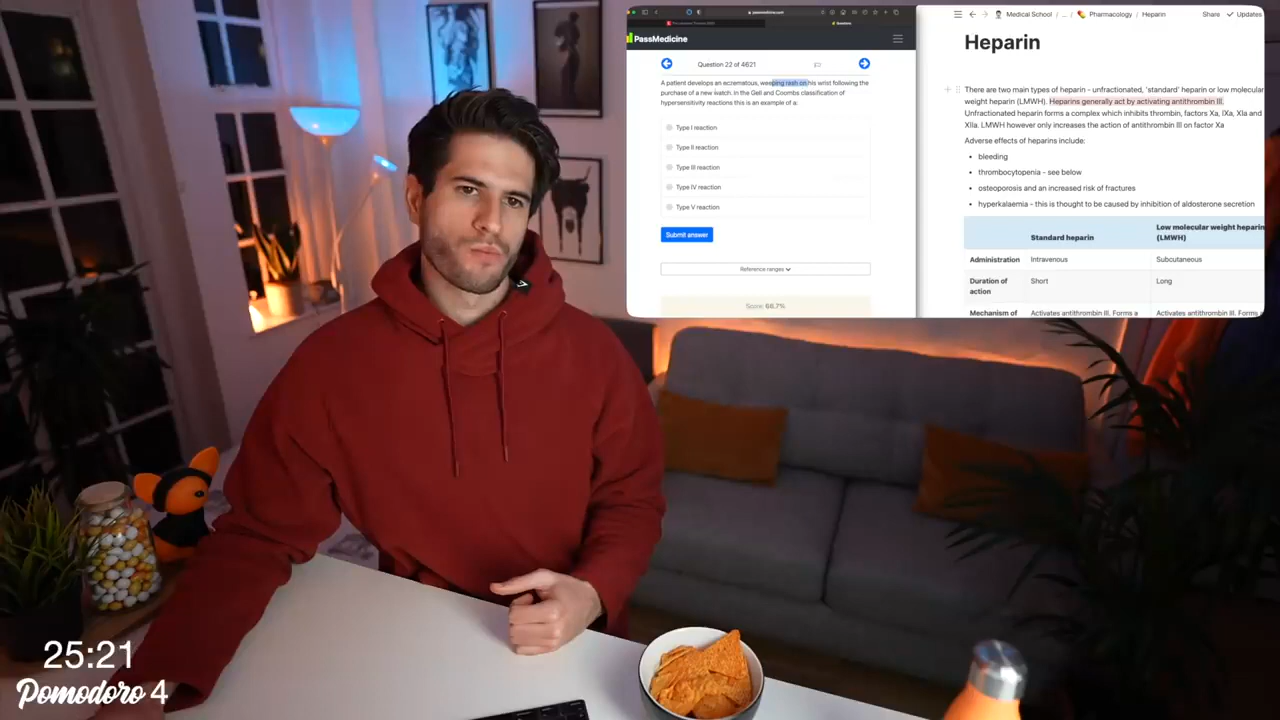 PassMedicine
Question 22 of 4621
A patient develops an eczematous, weeping rash on his wrist following the
purchase of a new watch. In the Gell and Coombs classification of
hypersensitivity reactions this is an example of a:
Type I reaction
Type II reaction
Type III reaction
Type IV reaction
Type V reaction
Submit answer
Reference ranges
Score: 68.7%
Medical School / ... / Pharmacology / Heparin
Share
Updates
Heparin
There are two main types of heparin - unfractionated, 'standard' heparin or low molecular
weight heparin (LMWH). Heparins generally act by activating antithrombin III.
Unfractionated heparin forms a complex which inhibits thrombin, factors Xa, IXa, XIa and
XIIa. LMWH however only increases the action of antithrombin III on factor Xa
Adverse effects of heparins include:
• bleeding
• thrombocytopenia - see below
• osteoporosis and an increased risk of fractures
• hyperkalaemia - this is thought to be caused by inhibition of aldosterone secretion
Standard heparin
Low molecular weight heparin
(LMWH)
Administration
Intravenous
Subcutaneous
Duration of
action
Short
Long
Mechanism of
Activates antithrombin III. Forms a
Activates antithrombin III. Forms a
25:21
Pomodoro 4